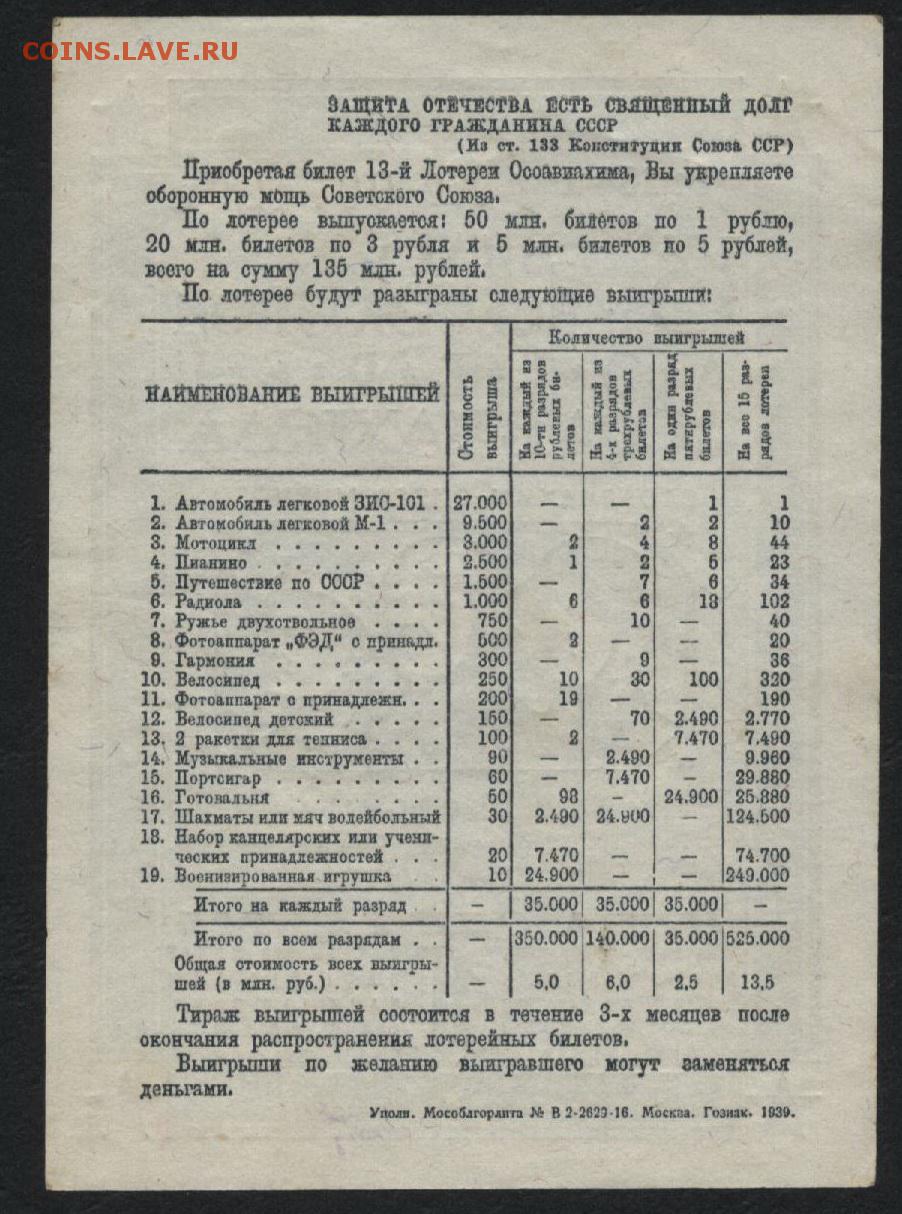 COINS.LAVE.RU
ЗАЩИТА ОТЕЧЕСТВА ЕСТЬ СВЯЩЕННЫЙ ДОЛГ
КАЖДОГО ГРАЖДАНИНА СССР
(Из ст. 133 Конституции Союза ССР)
Приобретая билет 13-й Лотереи Осоавиахима, Вы укрепляете
оборонную мощь Советского Союза.
По лотерее выпускается: 50 млн. билетов по 1 рублю,
20 млн. билетов по 3 рубля и 5 млн. билетов по 5 рублей,
всего на сумму 135 млн. рублей.
По лотерее будут разыграны следующие выигрыши:
НАИМЕНОВАНИЕ ВЫИГРЫШЕЙ
Стоимость
выигрыша
Количество выигрышей
На каждый из
10-ти разрядов
рублевых би-
летов
На каждый из
4-х разрядов
трехрублевых
билетов
На один разряд
пятирублевых
билетов
На все 15 раз-
рядов лотереи
1. Автомобиль легковой ЗИС-101 . 27.000 — — 1 1
2. Автомобиль легковой М-1 . . . 9.500 — 2 2 10
3. Мотоцикл . . . . . . . . . 3.000 2 4 8 44
4. Пианино . . . . . . . . . . 2.500 1 2 5 23
5. Путешествие по СССР . . . . 1.500 — 7 6 34
6. Радиола . . . . . . . . . . 1.000 6 6 13 102
7. Ружье двухствольное . . . . 750 — 10 — 40
8. Фотоаппарат „ФЭД“ с принадл. 500 2 — — 20
9. Гармония . . . . . . . . . 300 — 9 — 36
10. Велосипед . . . . . . . . . 250 10 30 100 320
11. Фотоаппарат с принадлежн. . . 200 19 — — 190
12. Велосипед детский . . . . . 150 — 70 2.490 2.770
13. 2 ракетки для тенниса . . . . 100 2 — 7.470 7.490
14. Музыкальные инструменты . . 90 — 2.490 — 9.960
15. Портсигар . . . . . . . . . 60 — 7.470 — 29.880
16. Готовальня . . . . . . . . 50 98 — 24.900 25.880
17. Шахматы или мяч волейбольный 30 2.490 24.900 — 124.500
18. Набор канцелярских или учени-
ческих принадлежностей . . . 20 7.470 — — 74.700
19. Военизированная игрушка . . 10 24.900 — — 249.000
Итого на каждый разряд . . — 35.000 35.000 35.000 —
Итого по всем разрядам . . — 350.000 140.000 35.000 525.000
Общая стоимость всех выигры-
шей (в млн. руб.) . . . . . . — 5,0 6,0 2,5 13,5
Тираж выигрышей состоится в течение 3-х месяцев после
окончания распространения лотерейных билетов.
Выигрыши по желанию выигравшего могут заменяться
деньгами.
Уполн. Мособлгорлита № В 2-2629-16. Москва. Гознак. 1939.